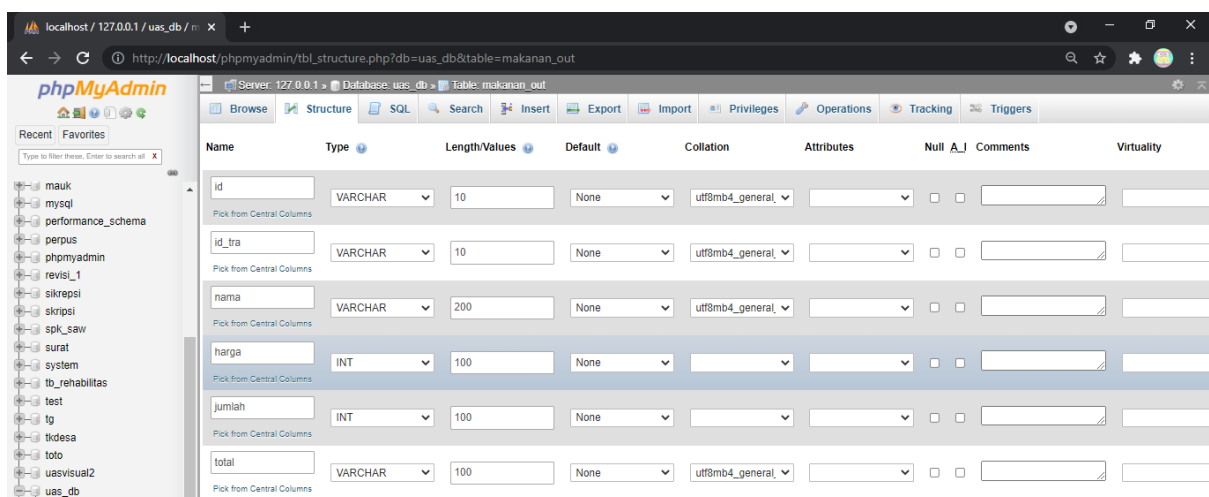 localhost / 127.0.0.1 / uas_db / m
http://localhost/phpmyadmin/tbl_structure.php?db=uas_db&table=makanan_out
phpMyAdmin
Recent Favorites
Type to filter these, Enter to search all X
mauk
mysql
performance_schema
perpus
phpmyadmin
revisi_1
sikrepsi
skripsi
spk_saw
surat
system
tb_rehabilitas
test
tg
tkdesa
toto
uasvisual2
uas_db
Server: 127.0.0.1 » Database: uas_db » Table: makanan_out
Browse Structure SQL Search Insert Export Import Privileges Operations Tracking Triggers
Name Type Length/Values Default Collation Attributes Null A_I Comments Virtuality
id VARCHAR 10 None utf8mb4_general_
Pick from Central Columns
id_tra VARCHAR 10 None utf8mb4_general_
Pick from Central Columns
nama VARCHAR 200 None utf8mb4_general_
Pick from Central Columns
harga INT 100 None
Pick from Central Columns
jumlah INT 100 None
Pick from Central Columns
total VARCHAR 100 None utf8mb4_general_
Pick from Central Columns